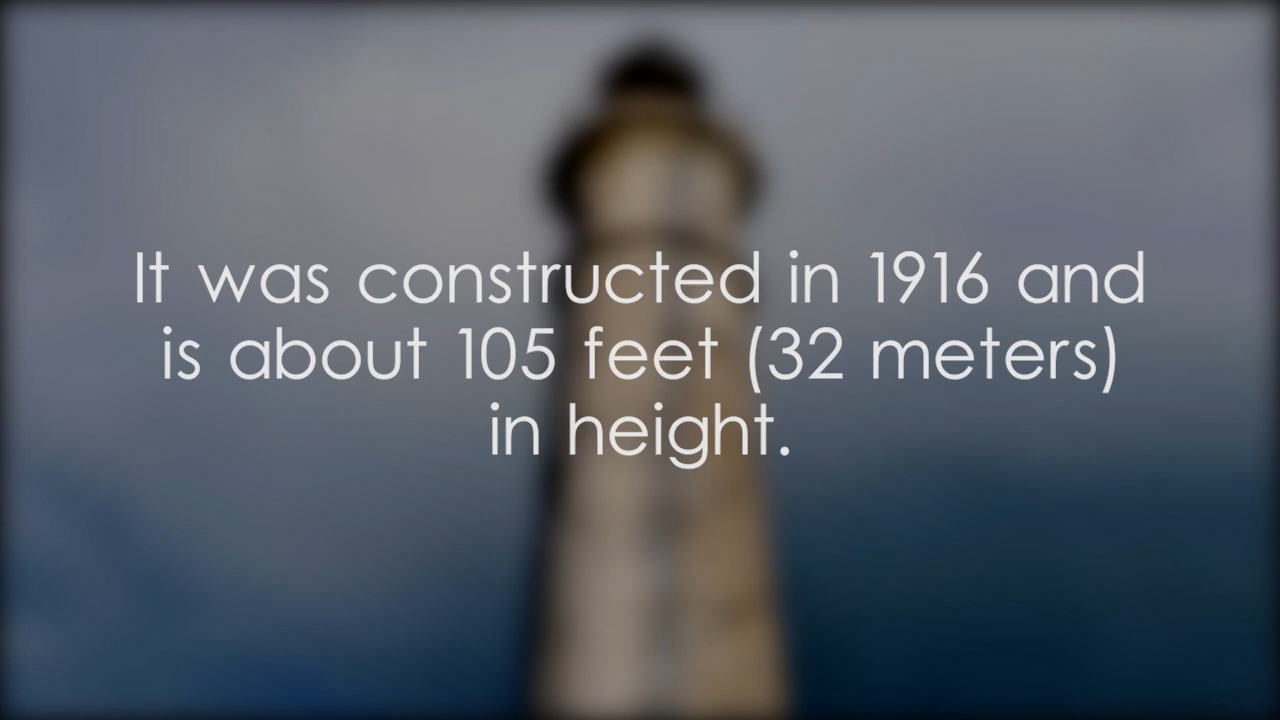 It was constructed in 1916 and
is about 105 feet (32 meters)
in height.